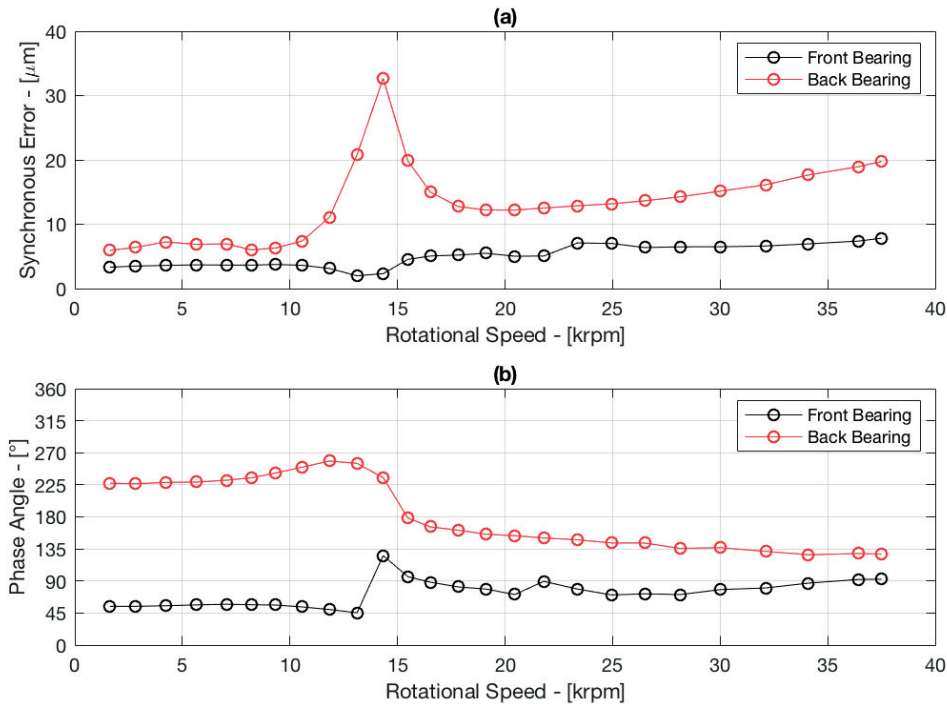 (a)
40
30
20
10
0
Synchronous Error - [μm]
Front Bearing
Back Bearing
0 5 10 15 20 25 30 35 40
Rotational Speed - [krpm]
(b)
360
315
270
225
180
135
90
45
0
Phase Angle - [°]
Front Bearing
Back Bearing
0 5 10 15 20 25 30 35 40
Rotational Speed - [krpm]